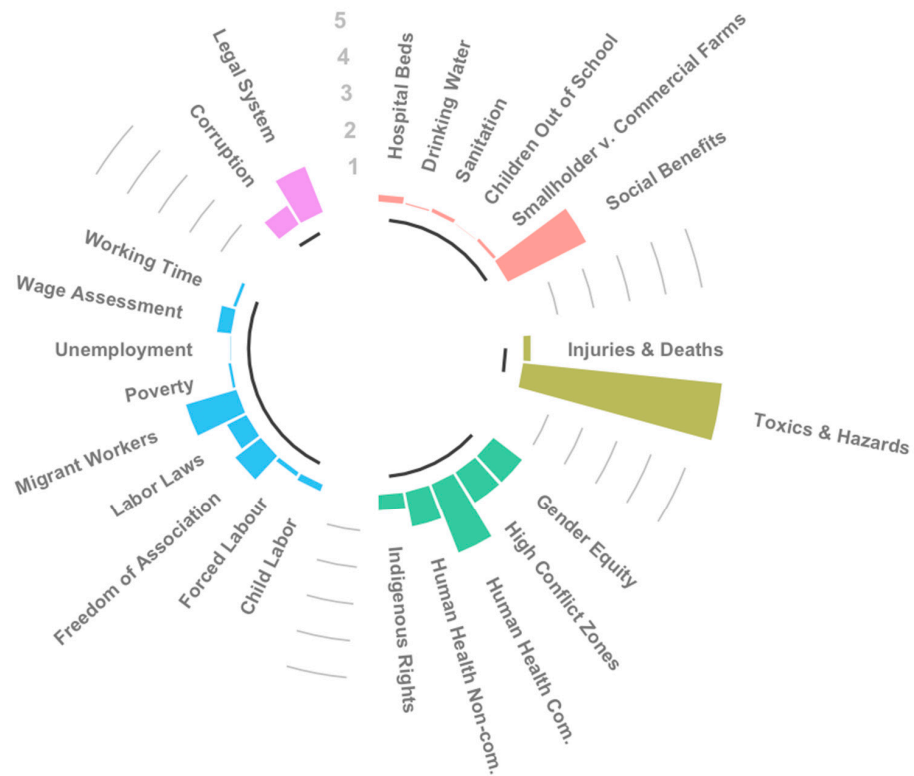 5
4
3
2
1
Hospital Beds
Drinking Water
Sanitation
Children Out of School
Smallholder v. Commercial Farms
Social Benefits
Injuries & Deaths
Toxics & Hazards
Gender Equity
High Conflict Zones
Human Health Com.
Human Health Non-com.
Indigenous Rights
Child Labor
Forced Labour
Freedom of Association
Labor Laws
Migrant Workers
Poverty
Unemployment
Wage Assessment
Working Time
Corruption
Legal System